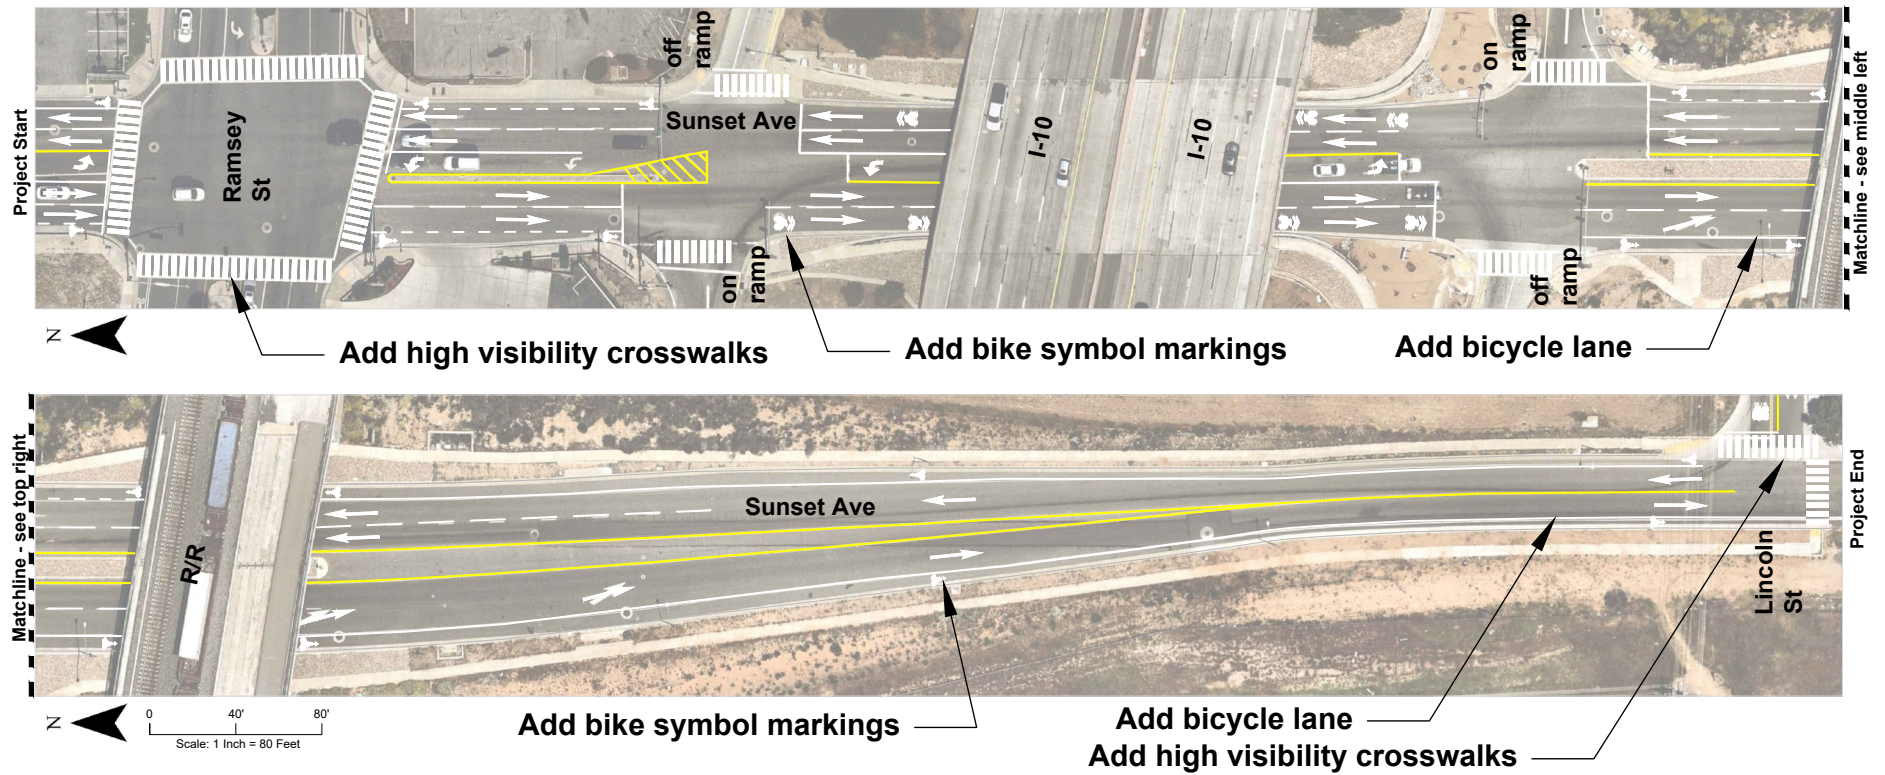 off
ramp
on
ramp
Project Start
Ramsey
St
Sunset Ave
I-10
I-10
Matchline - see middle left
on
ramp
off
ramp
N
Add high visibility crosswalks
Add bike symbol markings
Add bicycle lane
Matchline - see top right
R/R
Sunset Ave
Lincoln
St
Project End
N
0 40' 80'
Scale: 1 Inch = 80 Feet
Add bike symbol markings
Add bicycle lane
Add high visibility crosswalks